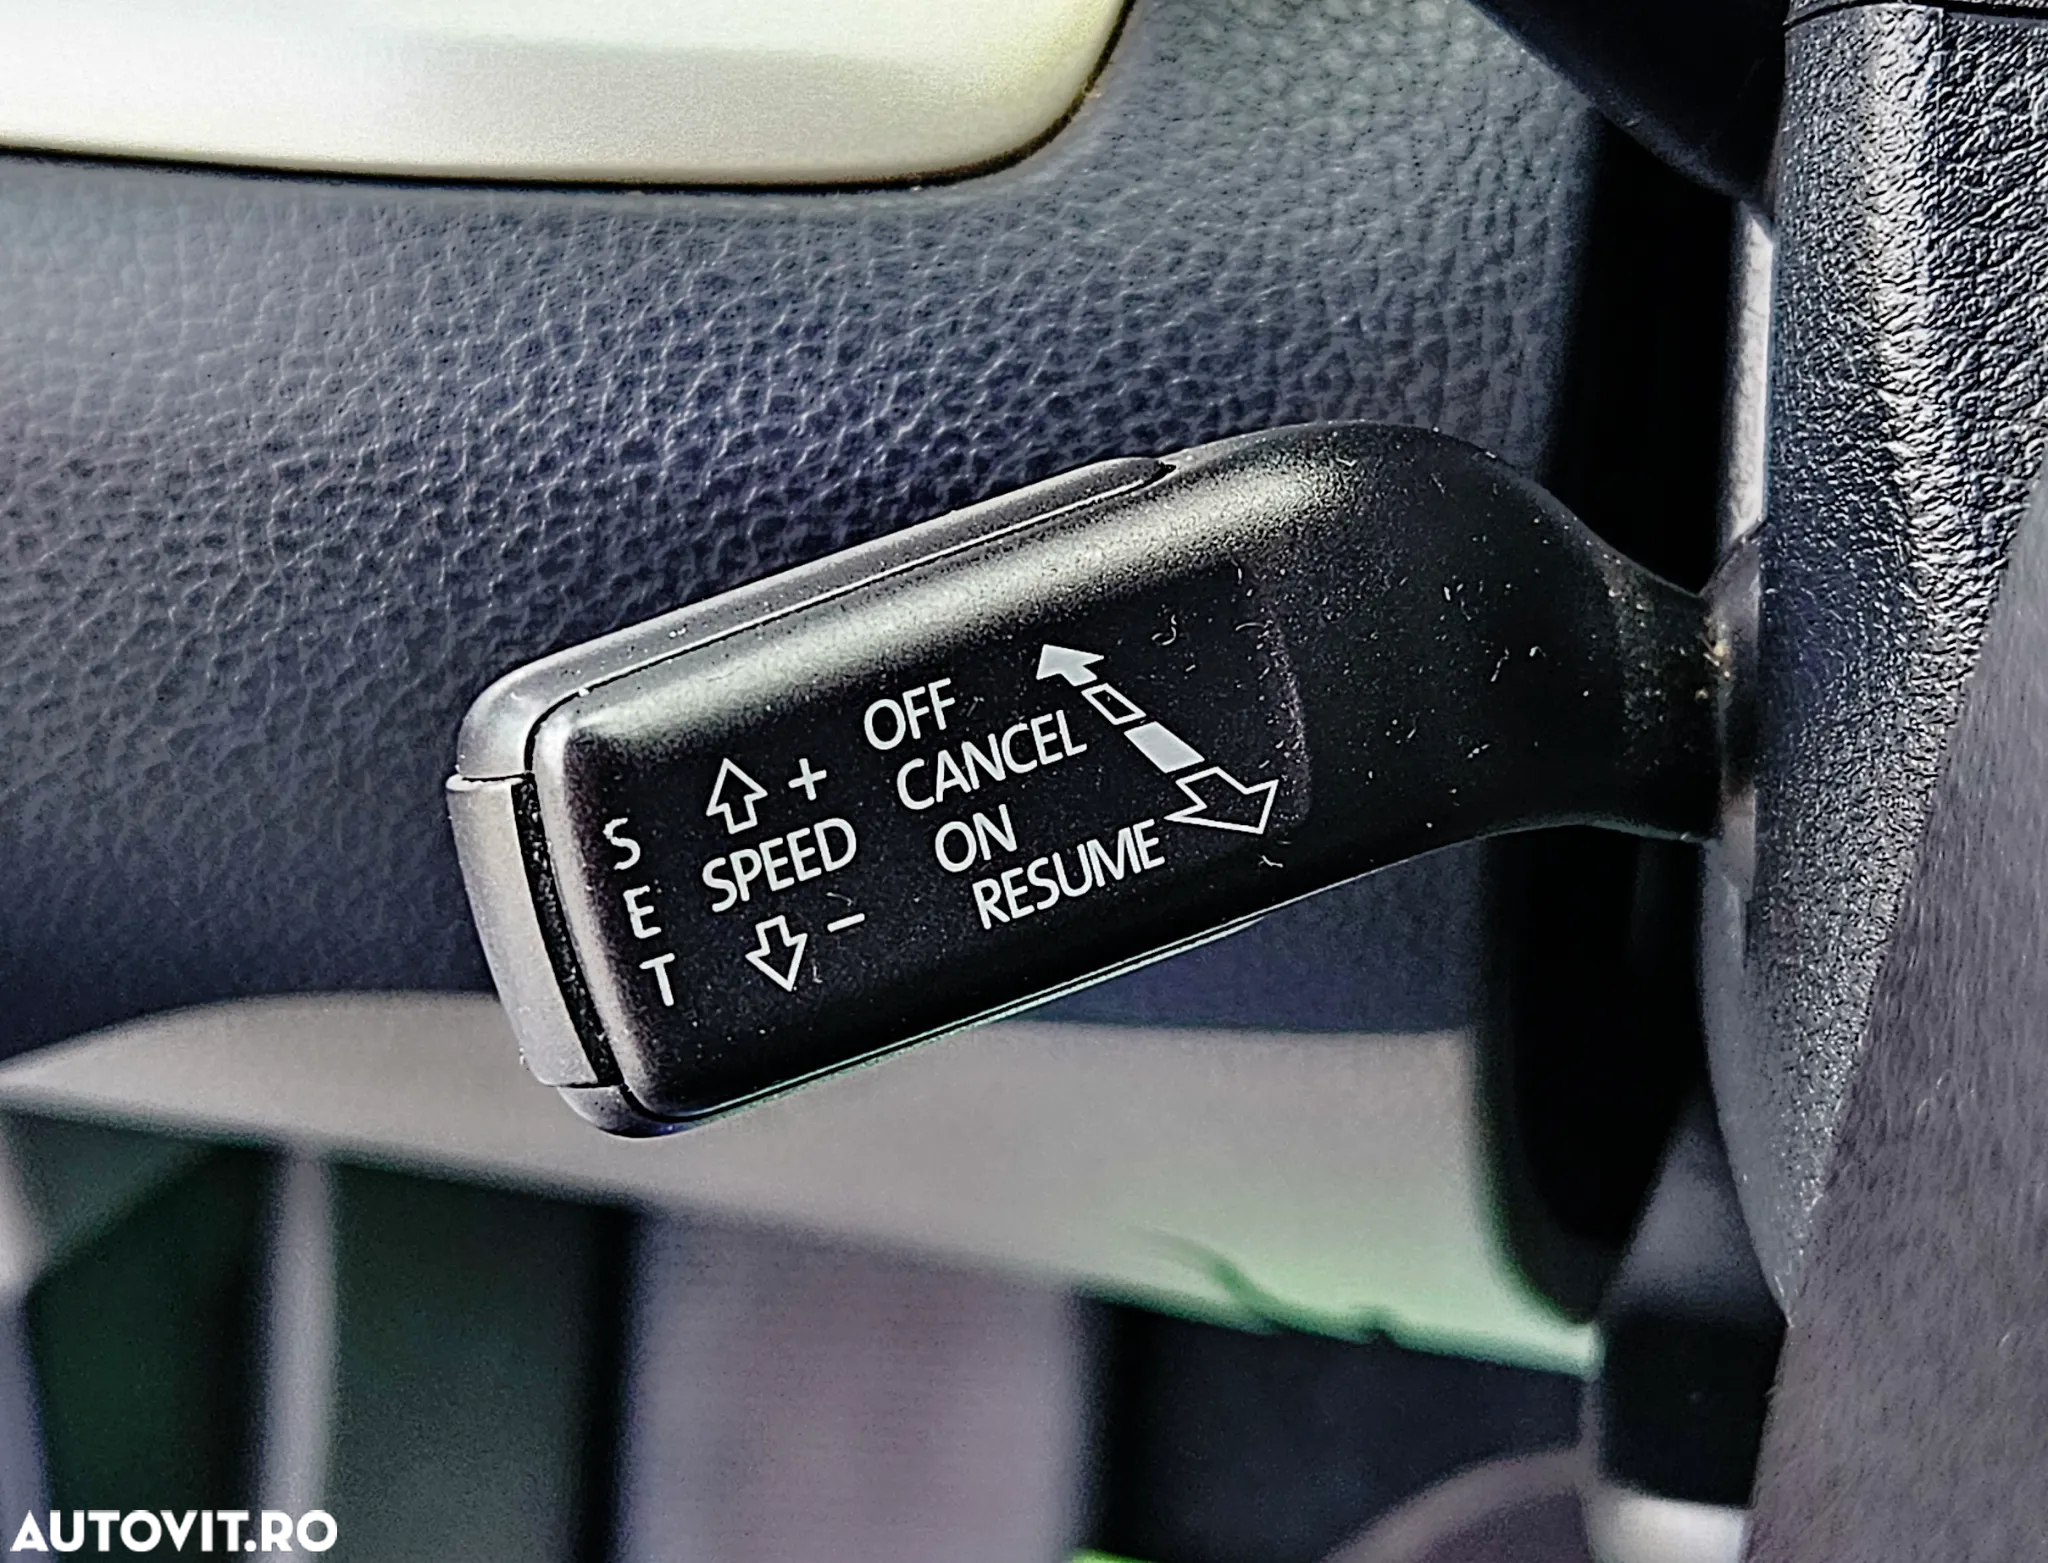 S
E
T
+
SPEED
-
OFF
CANCEL
ON
RESUME
AUTOVIT.RO